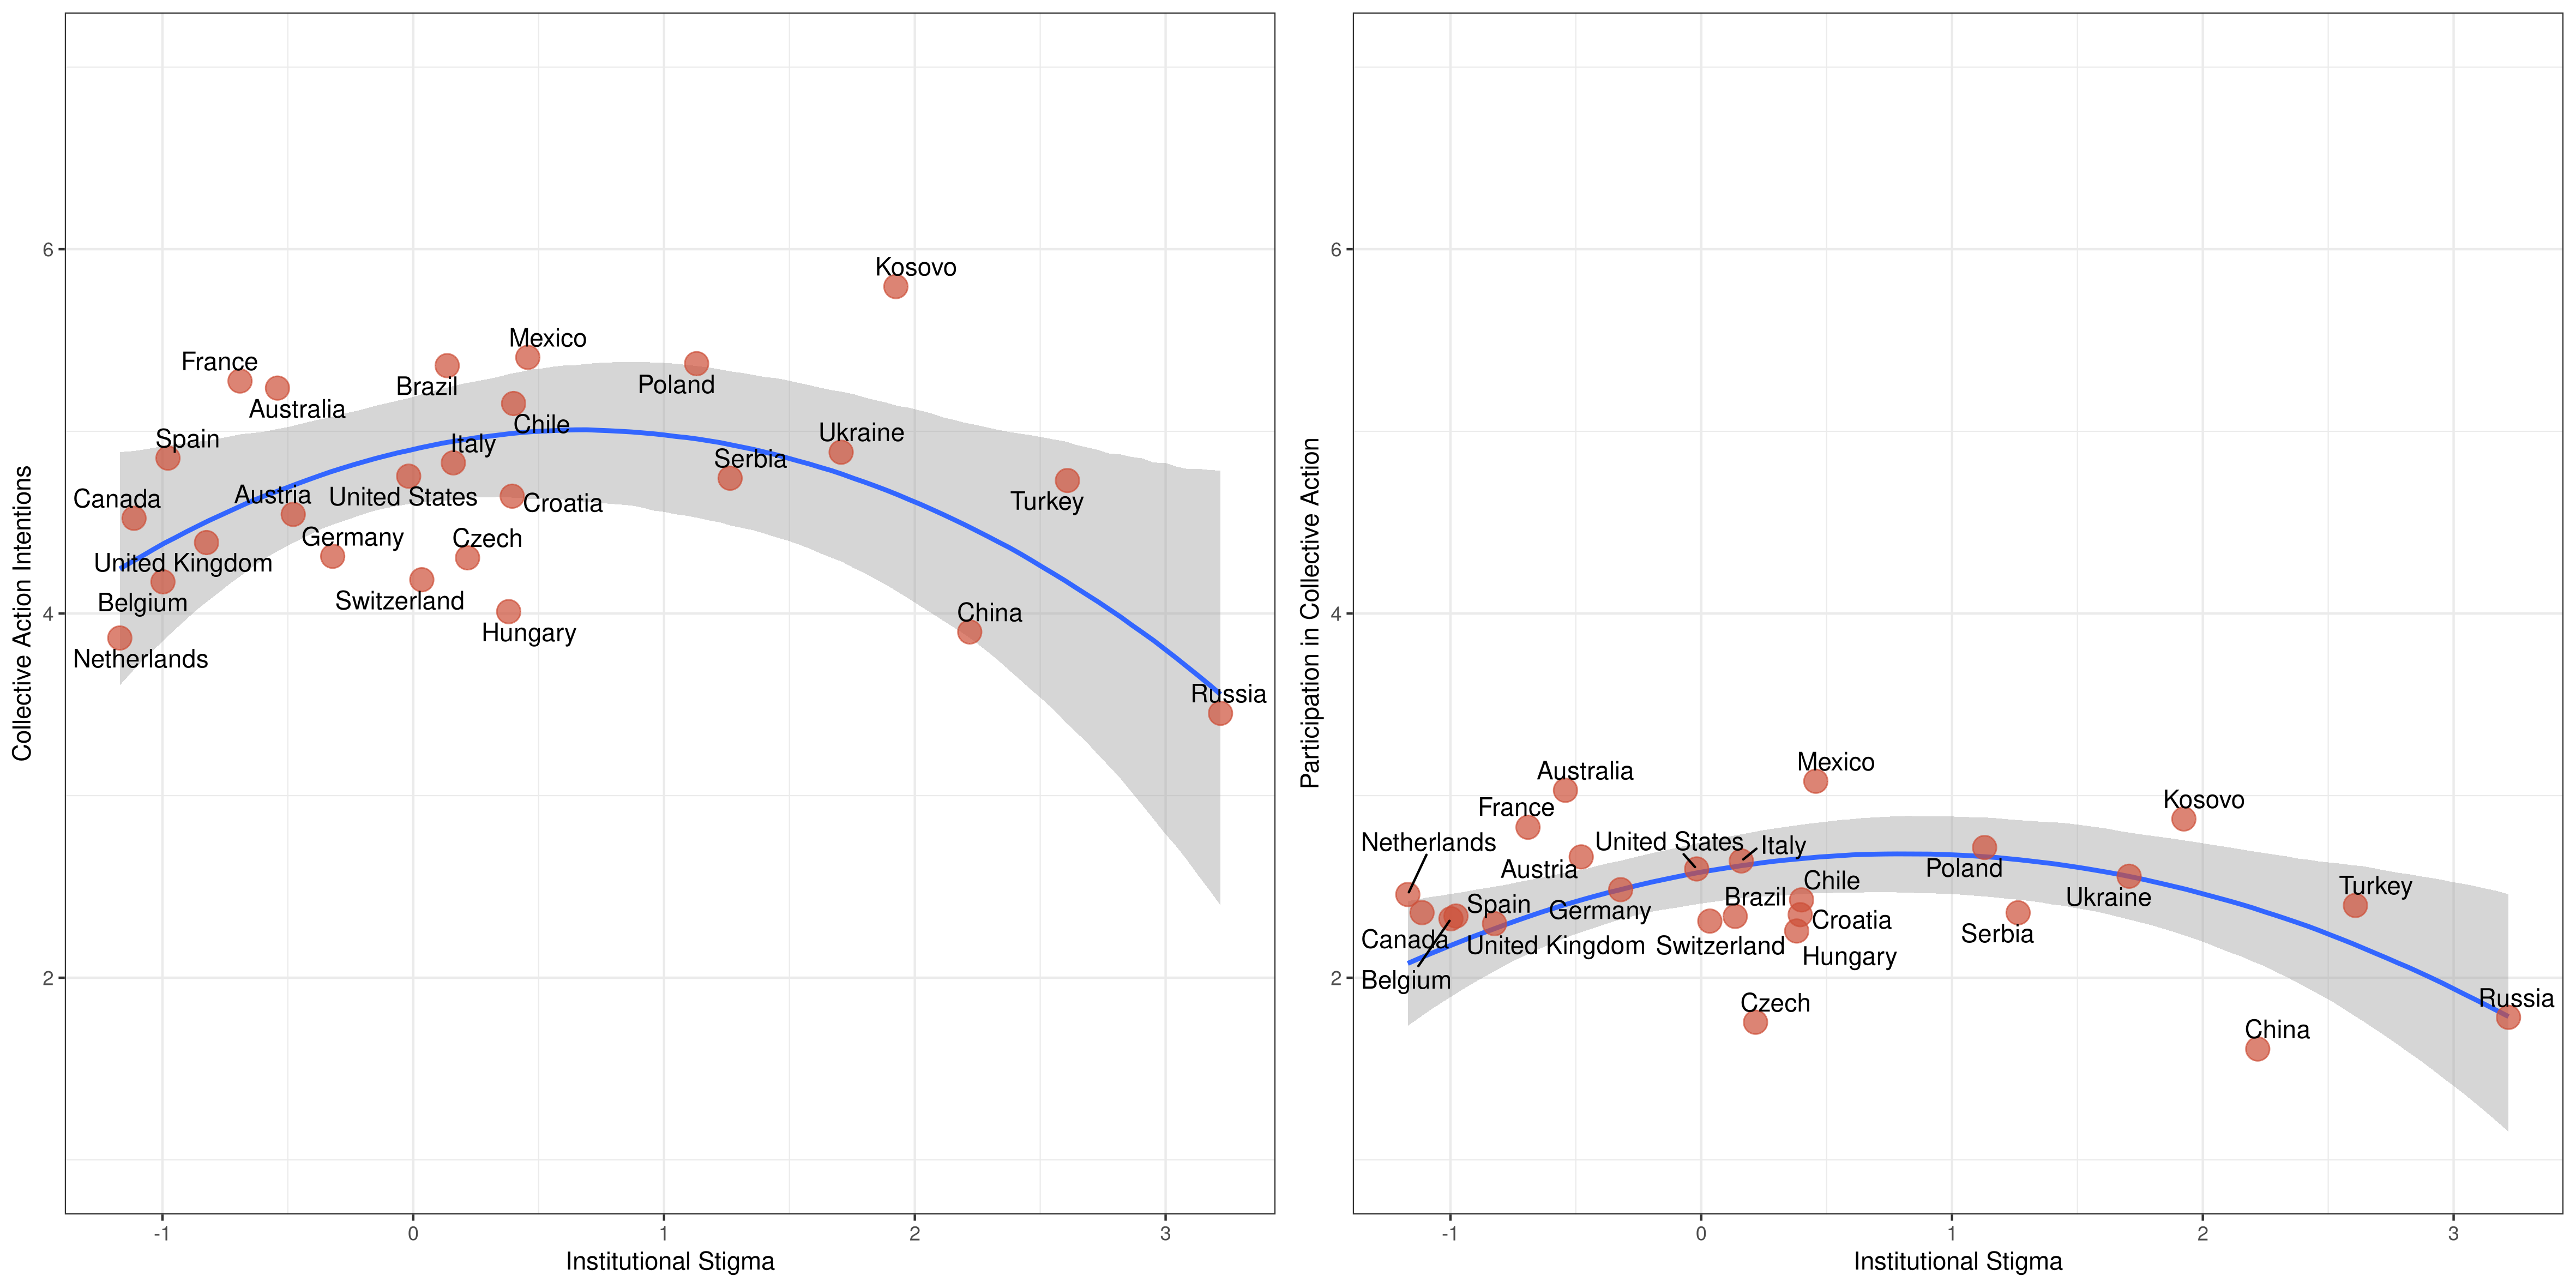 Collective Action Intentions
6
4
2
Kosovo
Mexico
France
Brazil
Poland
Australia
Chile
Ukraine
Spain
Italy
Serbia
Canada
Austria
United States
Croatia
Turkey
Germany
Czech
United Kingdom
Belgium
Switzerland
China
Hungary
Netherlands
Russia
-1 0 1 2 3
Institutional Stigma
Participation in Collective Action
6
4
2
Mexico
Australia
Kosovo
France
Netherlands
United States
Italy
Austria
Poland
Chile
Turkey
Brazil
Ukraine
Spain
Germany
Croatia
Serbia
Canada
United Kingdom
Switzerland
Hungary
Belgium
Russia
Czech
China
-1 0 1 2 3
Institutional Stigma